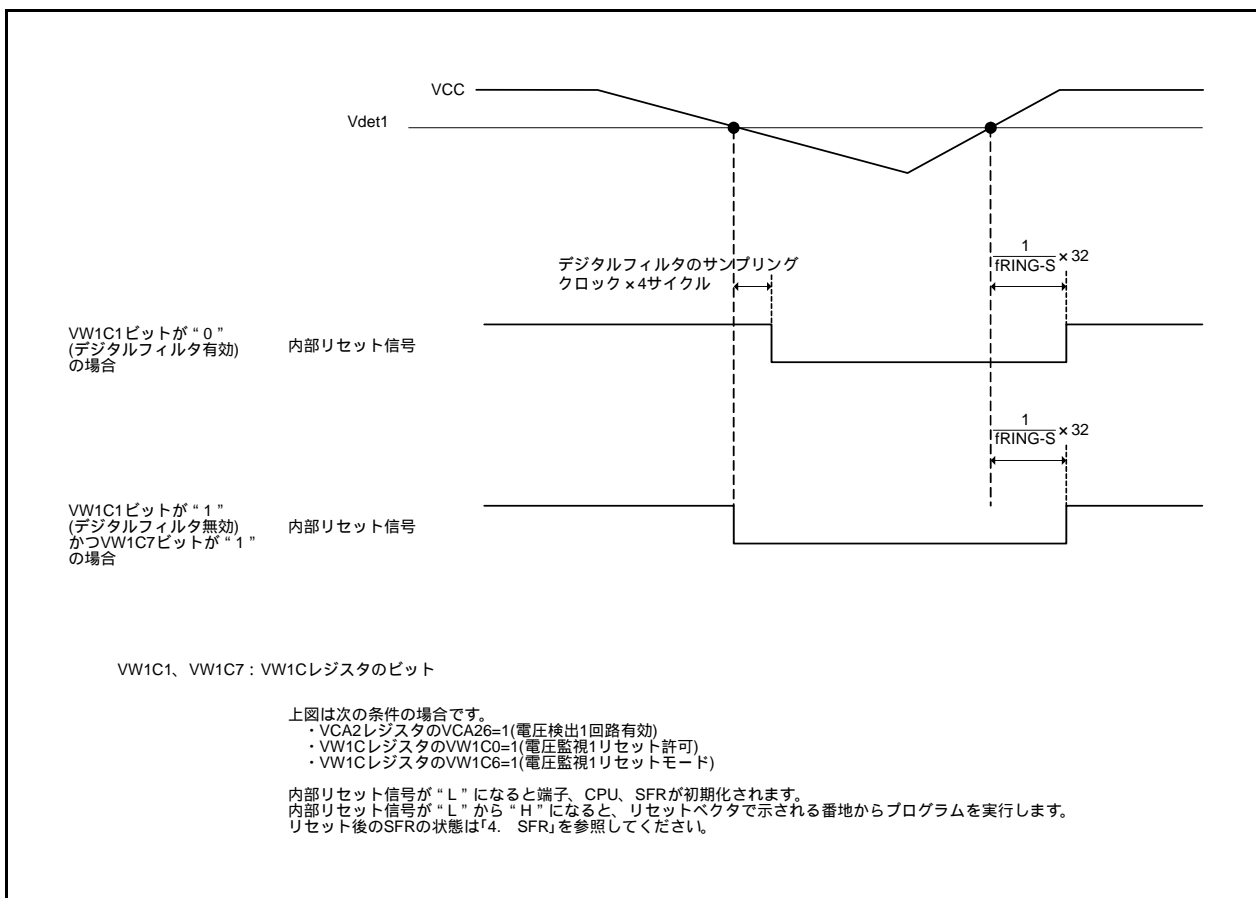 VCC
Vdet1
デジタルフィルタのサンプリング
クロック×4サイクル
1
fRING-S
×32
VW1C1ビットが“0”
(デジタルフィルタ有効)
の場合
内部リセット信号
1
fRING-S
×32
VW1C1ビットが“1”
(デジタルフィルタ無効)
かつVW1C7ビットが“1”
の場合
内部リセット信号
VW1C1、VW1C7：VW1Cレジスタのビット
上図は次の条件の場合です。
・VCA2レジスタのVCA26=1(電圧検出1回路有効)
・VW1CレジスタのVW1C0=1(電圧監視1リセット許可)
・VW1CレジスタのVW1C6=1(電圧監視1リセットモード)
内部リセット信号が“L”になると端子、CPU、SFRが初期化されます。
内部リセット信号が“L”から“H”になると、リセットベクタで示される番地からプログラムを実行します。
リセット後のSFRの状態は｢4. SFR｣を参照してください。